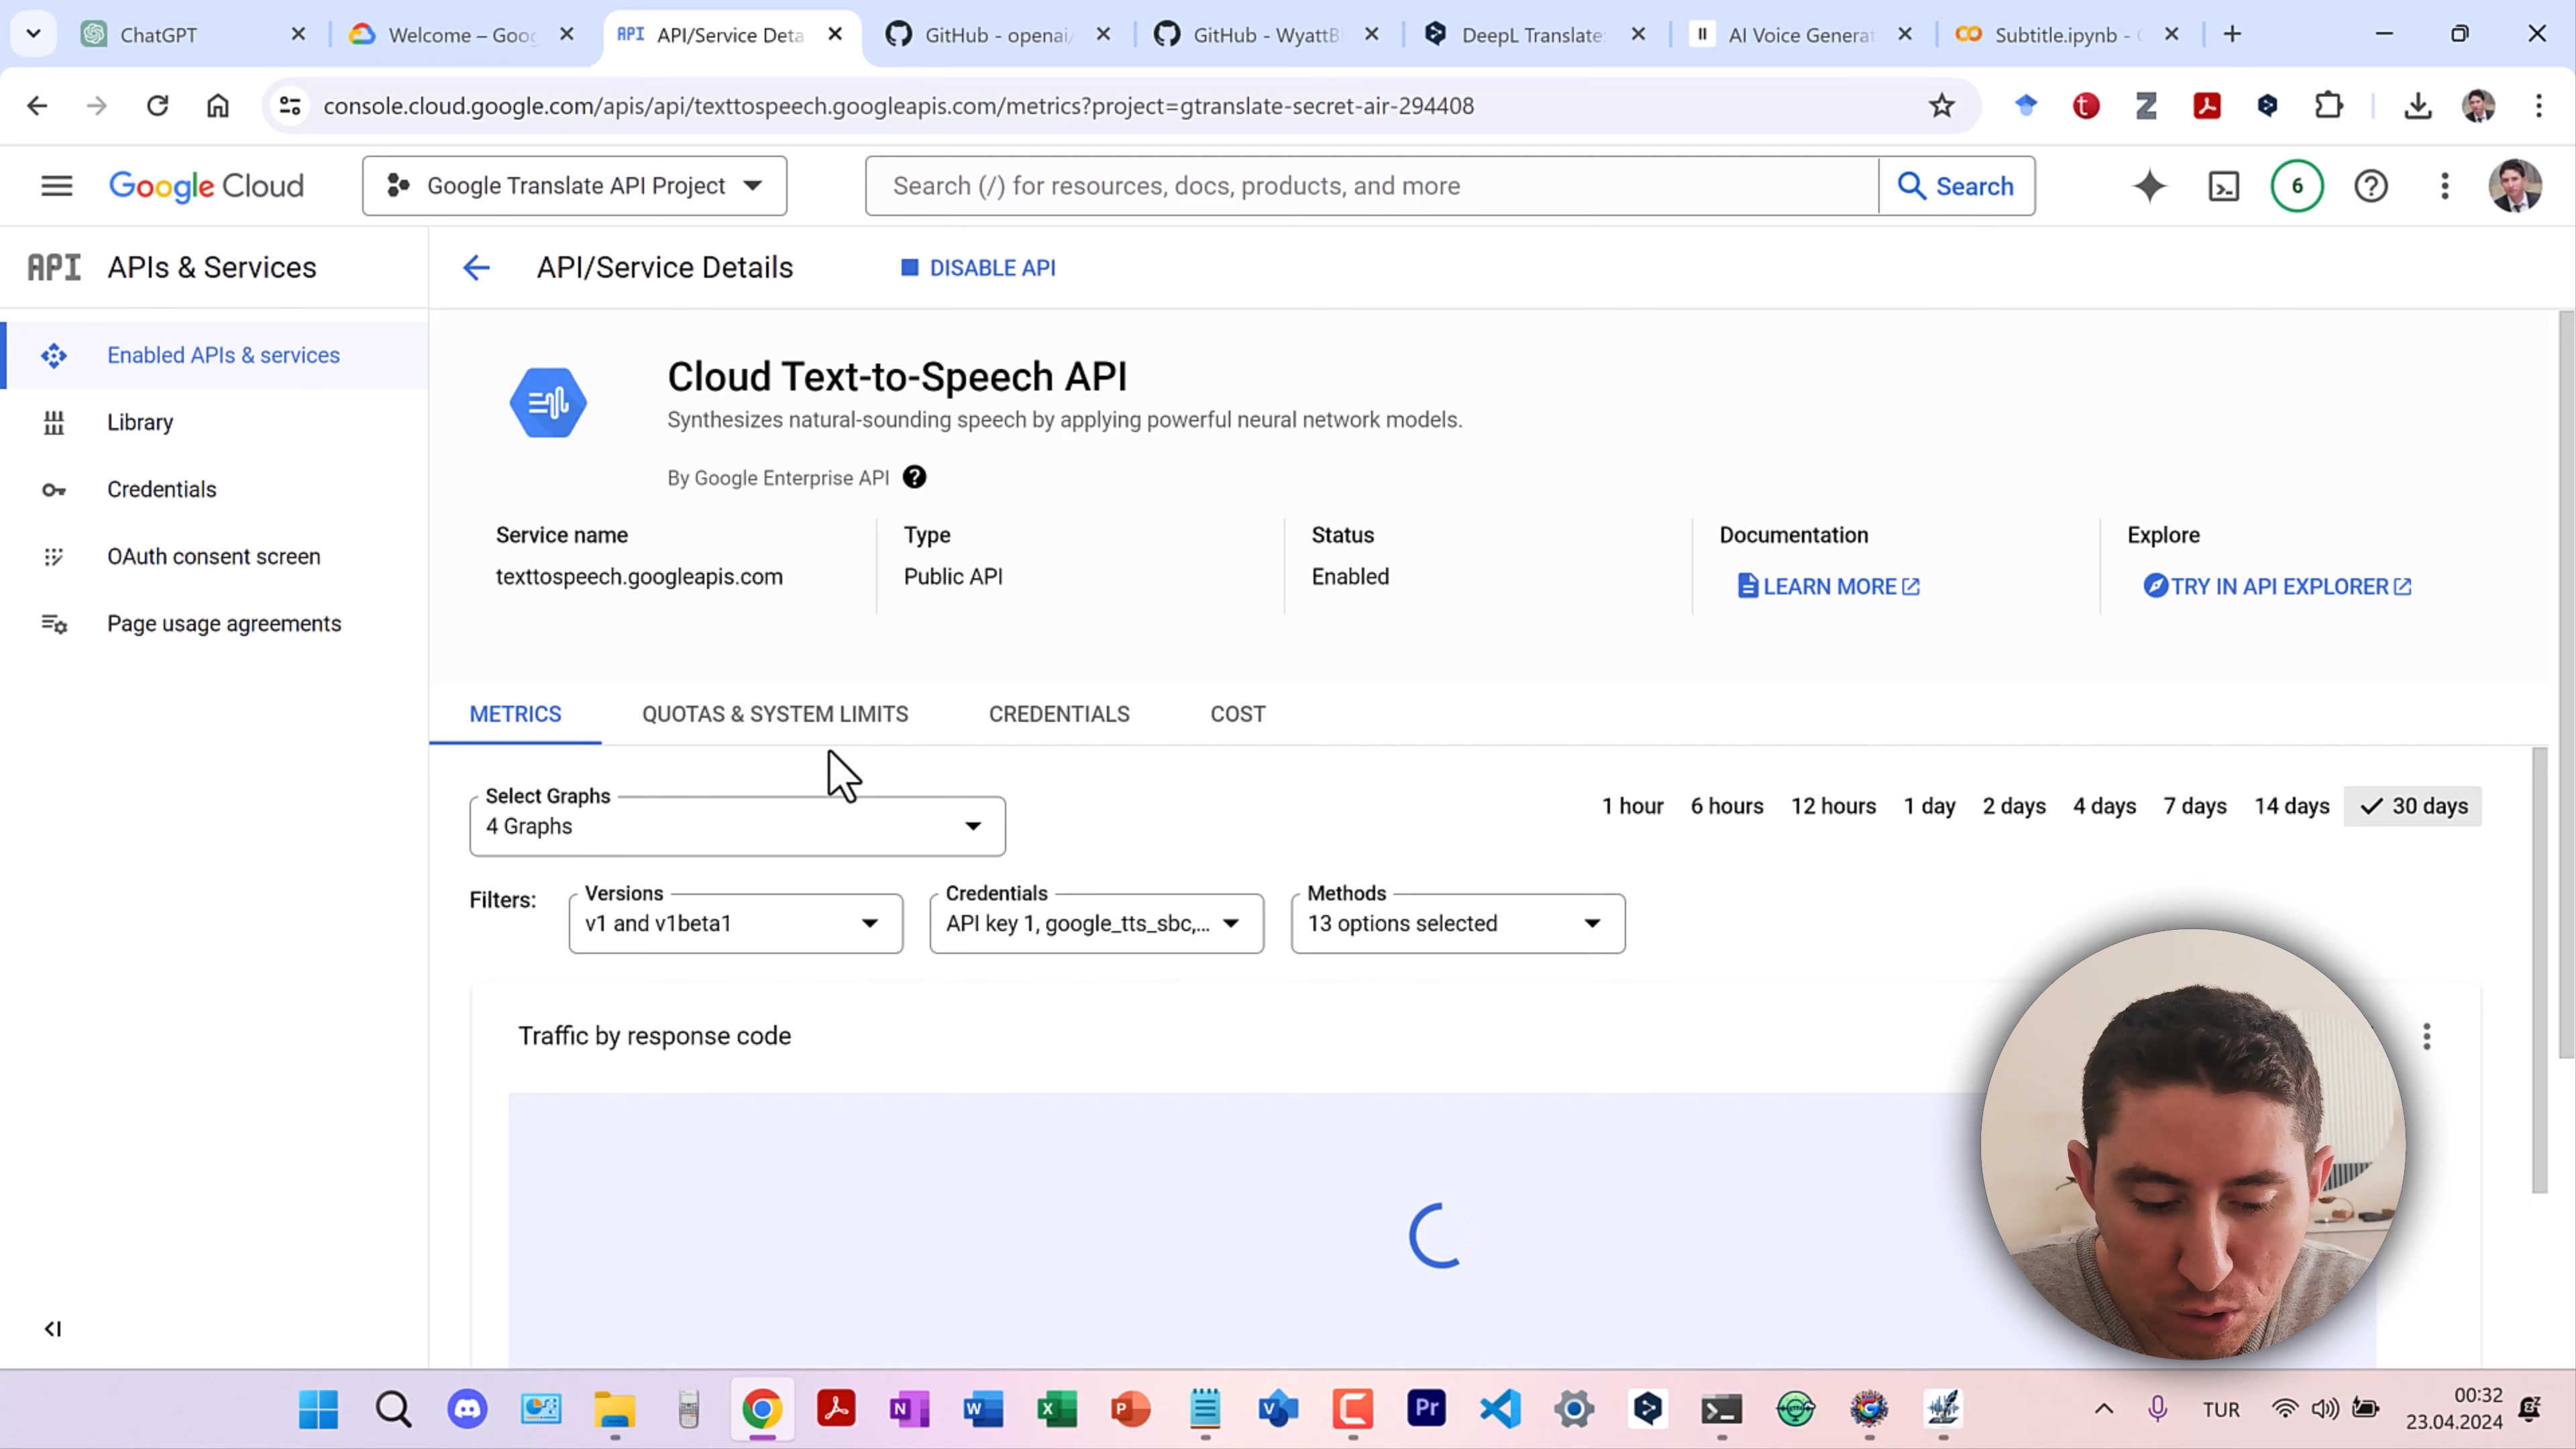 ChatGPT
Welcome – Goog
API API/Service Deta
GitHub - openai/
GitHub - WyattB
DeepL Translate:
AI Voice Generat
Subtitle.ipynb -
console.cloud.google.com/apis/api/texttospeech.googleapis.com/metrics?project=gtranslate-secret-air-294408
Google Cloud
Google Translate API Project
Search (/) for resources, docs, products, and more
Search
6
API APIs & Services
API/Service Details
DISABLE API
Enabled APIs & services
Library
Credentials
OAuth consent screen
Page usage agreements
Cloud Text-to-Speech API
Synthesizes natural-sounding speech by applying powerful neural network models.
By Google Enterprise API
Service name
texttospeech.googleapis.com
Type
Public API
Status
Enabled
Documentation
LEARN MORE
Explore
TRY IN API EXPLORER
METRICS
QUOTAS & SYSTEM LIMITS
CREDENTIALS
COST
Select Graphs
4 Graphs
1 hour 6 hours 12 hours 1 day 2 days 4 days 7 days 14 days 30 days
Filters:
Versions
v1 and v1beta1
Credentials
API key 1, google_tts_sbc,...
Methods
13 options selected
Traffic by response code
TUR
00:32
23.04.2024